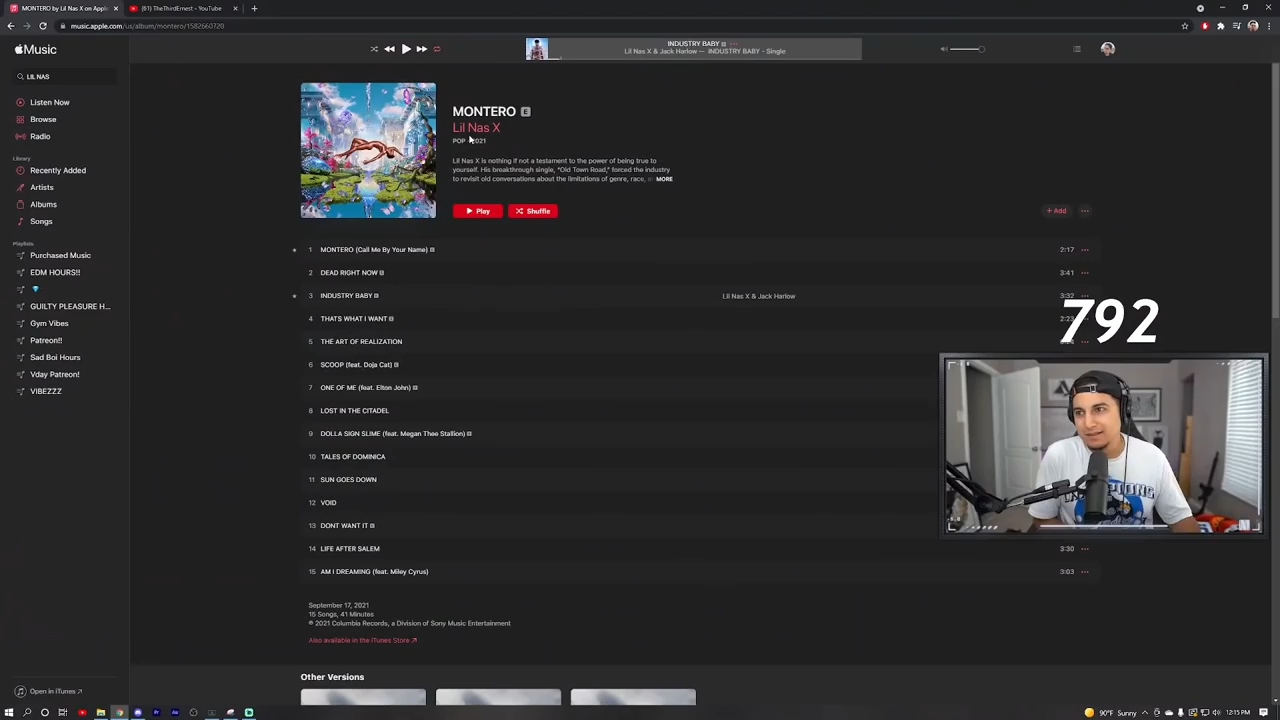 MONTERO by Lil Nas X on Apple
(61) TheThirdErnest - YouTube
music.apple.com/us/album/montero/1582660720
Music
INDUSTRY BABY
Lil Nas X & Jack Harlow — INDUSTRY BABY - Single
LIL NAS
Listen Now
Browse
Radio
Library
Recently Added
Artists
Albums
Songs
Playlists
Purchased Music
EDM HOURS!!
GUILTY PLEASURE H...
Gym Vibes
Patreon!!
Sad Boi Hours
Vday Patreon!
VIBEZZZ
Open in iTunes ↗
MONTERO E
Lil Nas X
POP 2021
Lil Nas X is nothing if not a testament to the power of being true to
yourself. His breakthrough single, "Old Town Road," forced the industry
to revisit old conversations about the limitations of genre, race, MORE
Play
Shuffle
+ Add
1 MONTERO (Call Me By Your Name) E 2:17
2 DEAD RIGHT NOW E 3:41
3 INDUSTRY BABY E Lil Nas X & Jack Harlow 3:32
4 THATS WHAT I WANT E 2:23
5 THE ART OF REALIZATION
6 SCOOP (feat. Doja Cat) E
7 ONE OF ME (feat. Elton John) E
8 LOST IN THE CITADEL
9 DOLLA SIGN SLIME (feat. Megan Thee Stallion) E
10 TALES OF DOMINICA
11 SUN GOES DOWN
12 VOID
13 DONT WANT IT E
14 LIFE AFTER SALEM 3:30
15 AM I DREAMING (feat. Miley Cyrus) 3:03
792
September 17, 2021
15 Songs, 41 Minutes
℗ 2021 Columbia Records, a Division of Sony Music Entertainment
Also available in the iTunes Store ↗
Other Versions
90°F Sunny
12:15 PM